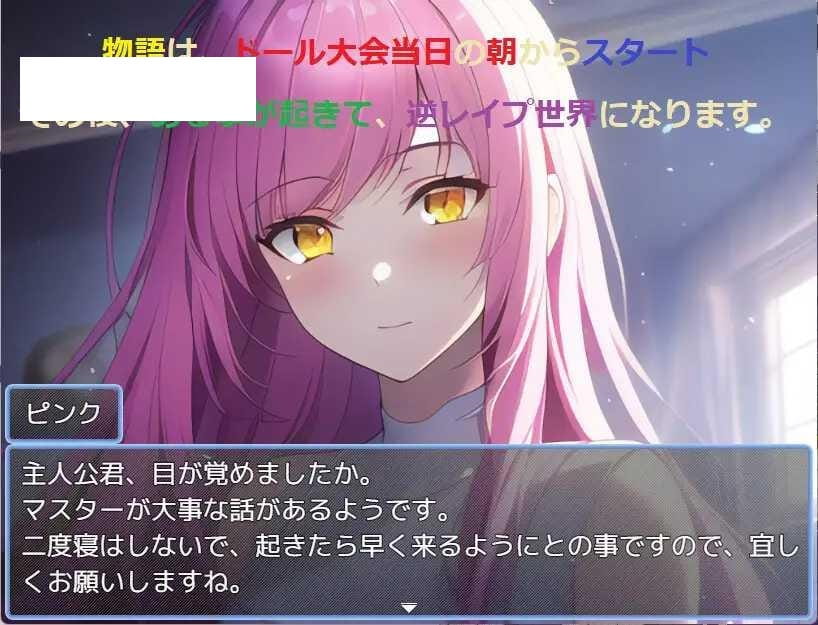 物語は、ドール大会当日の朝からスタート
が起きて、逆レイプ世界になります。
ピンク
主人公君、目が覚めましたか。
マスターが大事な話があるようです。
二度寝はしないで、起きたら早く来るようにとの事ですので、宜し
くお願いしますね。